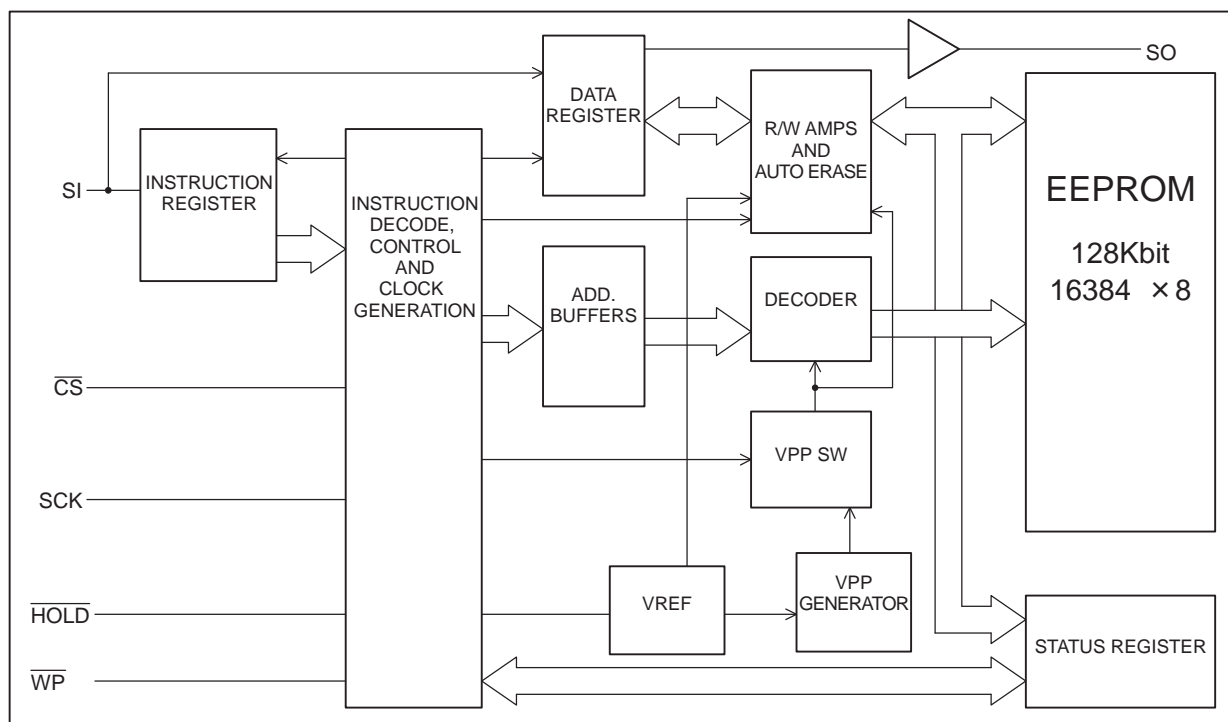 SO
DATA
REGISTER
R/W AMPS
AND
AUTO ERASE
SI
INSTRUCTION
REGISTER
INSTRUCTION
DECODE,
CONTROL
AND
CLOCK
GENERATION
EEPROM
128Kbit
16384 ×8
ADD.
BUFFERS
DECODER
CS
VPP SW
SCK
HOLD
VREF
VPP
GENERATOR
STATUS REGISTER
WP